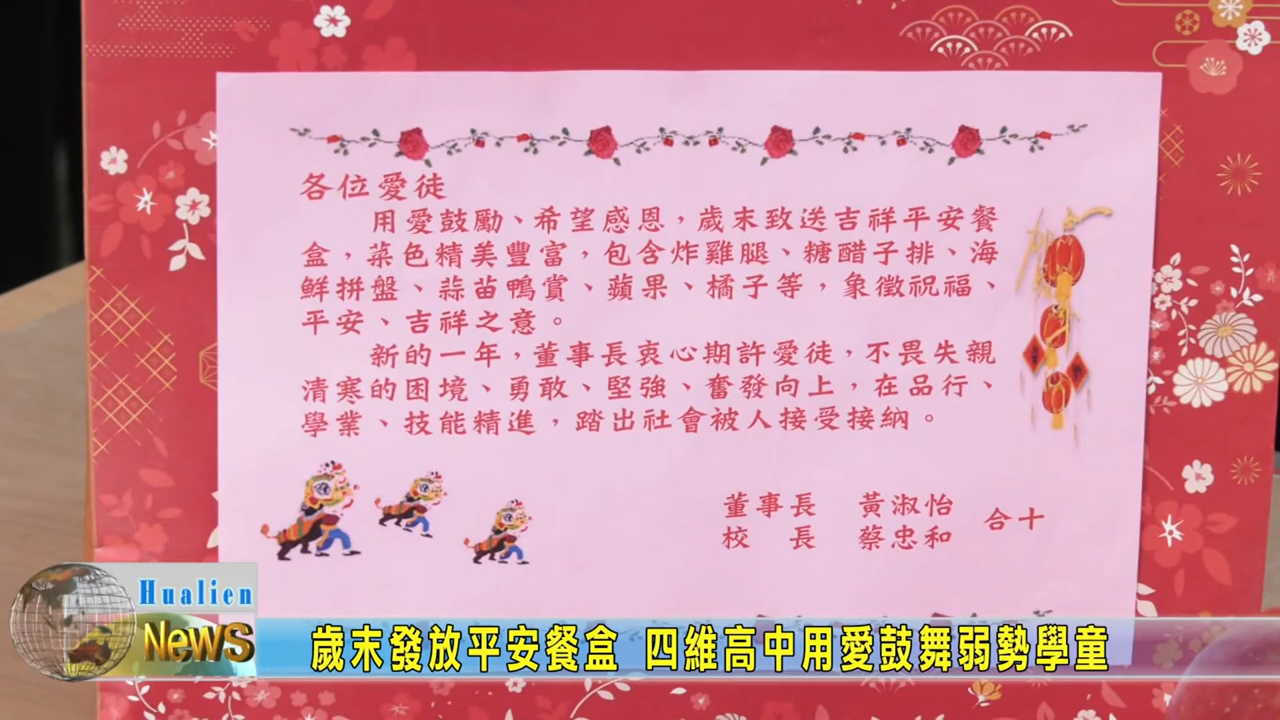 各位愛徒
用愛鼓勵、希望感恩，歲末致送吉祥平安餐
盒，菜色精美豐富，包含炸雞腿、糖醋子排、海
鮮拼盤、蒜苗鴨賞、蘋果、橘子等，象徵祝福、
平安、吉祥之意。
新的一年，董事長衷心期許愛徒，不畏失親
清寒的困境、勇敢、堅強、奮發向上，在品行、
學業、技能精進，踏出社會被人接受接納。
董事長 黃淑怡
校 長 蔡忠和 合十
Hualien
News
歲末發放平安餐盒 四維高中用愛鼓舞弱勢學童